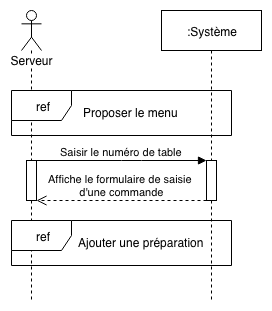 :Système
Serveur
ref
Proposer le menu
Saisir le numéro de table
Affiche le formulaire de saisie
d'une commande
ref
Ajouter une préparation